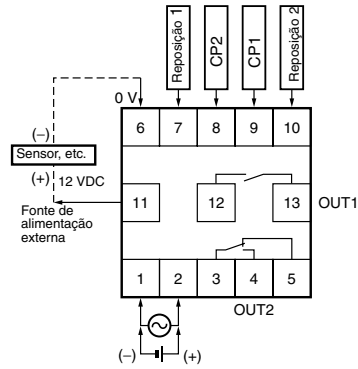 Reposição 1
CP2
CP1
Reposição 2
0 V
6 7 8 9 10
(–)
Sensor, etc.
(+) 12 VDC
Fonte de
alimentação
externa
11 12 13 OUT1
1 2 3 4 5
OUT2
(–) (+)